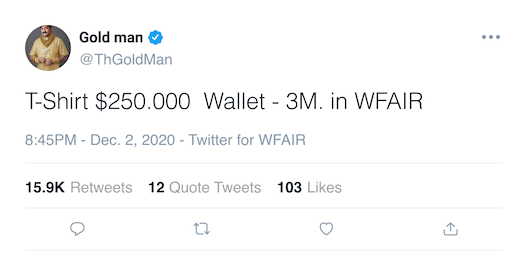 Gold man
@ThGoldMan
T-Shirt $250.000  Wallet - 3M. in WFAIR
8:45PM - Dec. 2, 2020 - Twitter for WFAIR
15.9K Retweets 12 Quote Tweets 103 Likes